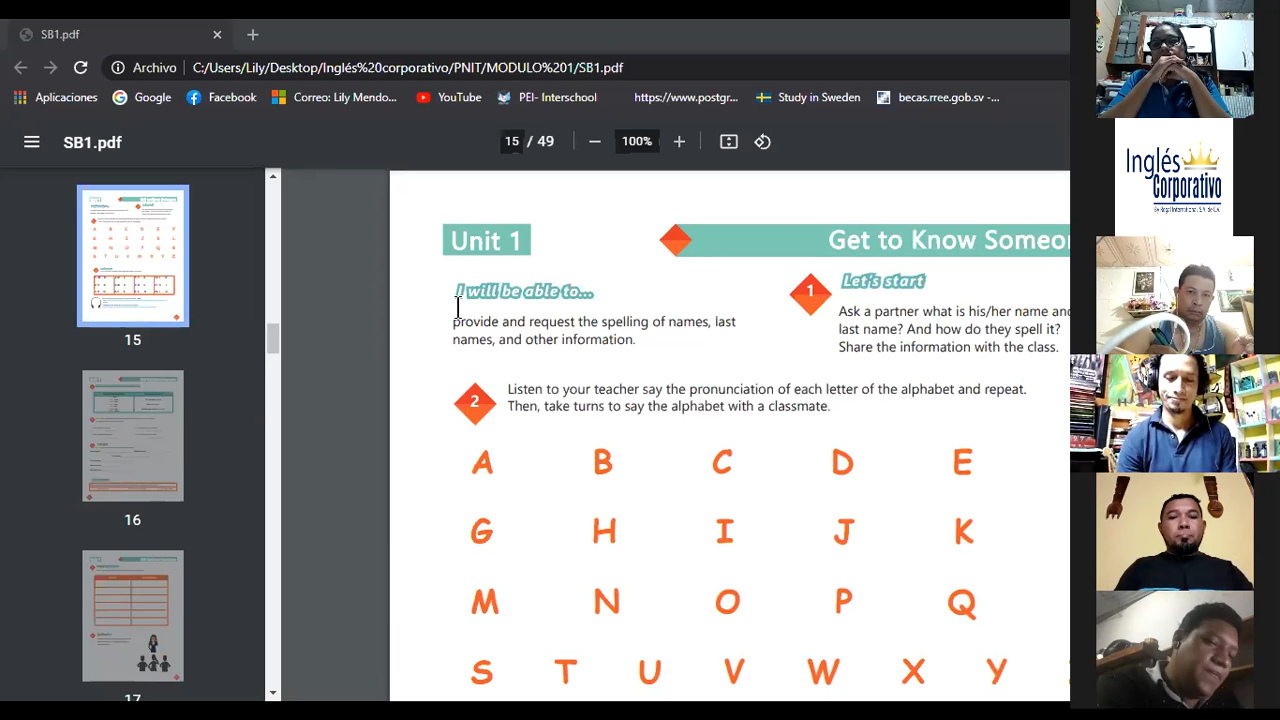 SB1.pdf
Archivo C:/Users/Lily/Desktop/Inglés%20corporativo/PNIT/MODULO%201/SB1.pdf
Aplicaciones Google Facebook Correo: Lily Mendo... YouTube PEI- Interschool https://www.postgr... Study in Sweden becas.rree.gob.sv -...
SB1.pdf 15 / 49 100%
Inglés
Corporativo
Unit 1 Get to Know Someo
I will be able to...
provide and request the spelling of names, last
names, and other information.
1 Let's start
Ask a partner what is his/her name and
last name? And how do they spell it?
Share the information with the class.
2 Listen to your teacher say the pronunciation of each letter of the alphabet and repeat.
Then, take turns to say the alphabet with a classmate.
A B C D E
G H I J K
M N O P Q
S T U V W X Y
15
16
17